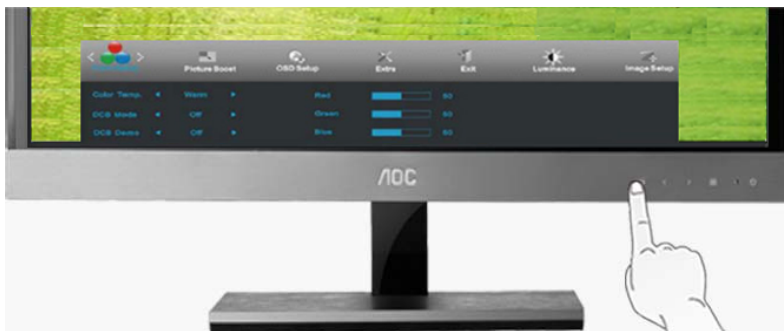 Picture Boost OSD Setup Extra Exit Luminance Image Setup
Color Temp. Warm Red 50
DCB Mode Off Green 50
DCB Demo Off Blue 50
AOC